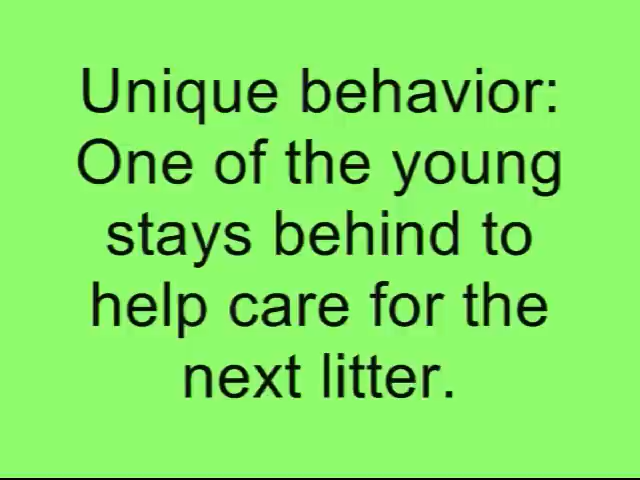 Unique behavior:
One of the young
stays behind to
help care for the
next litter.